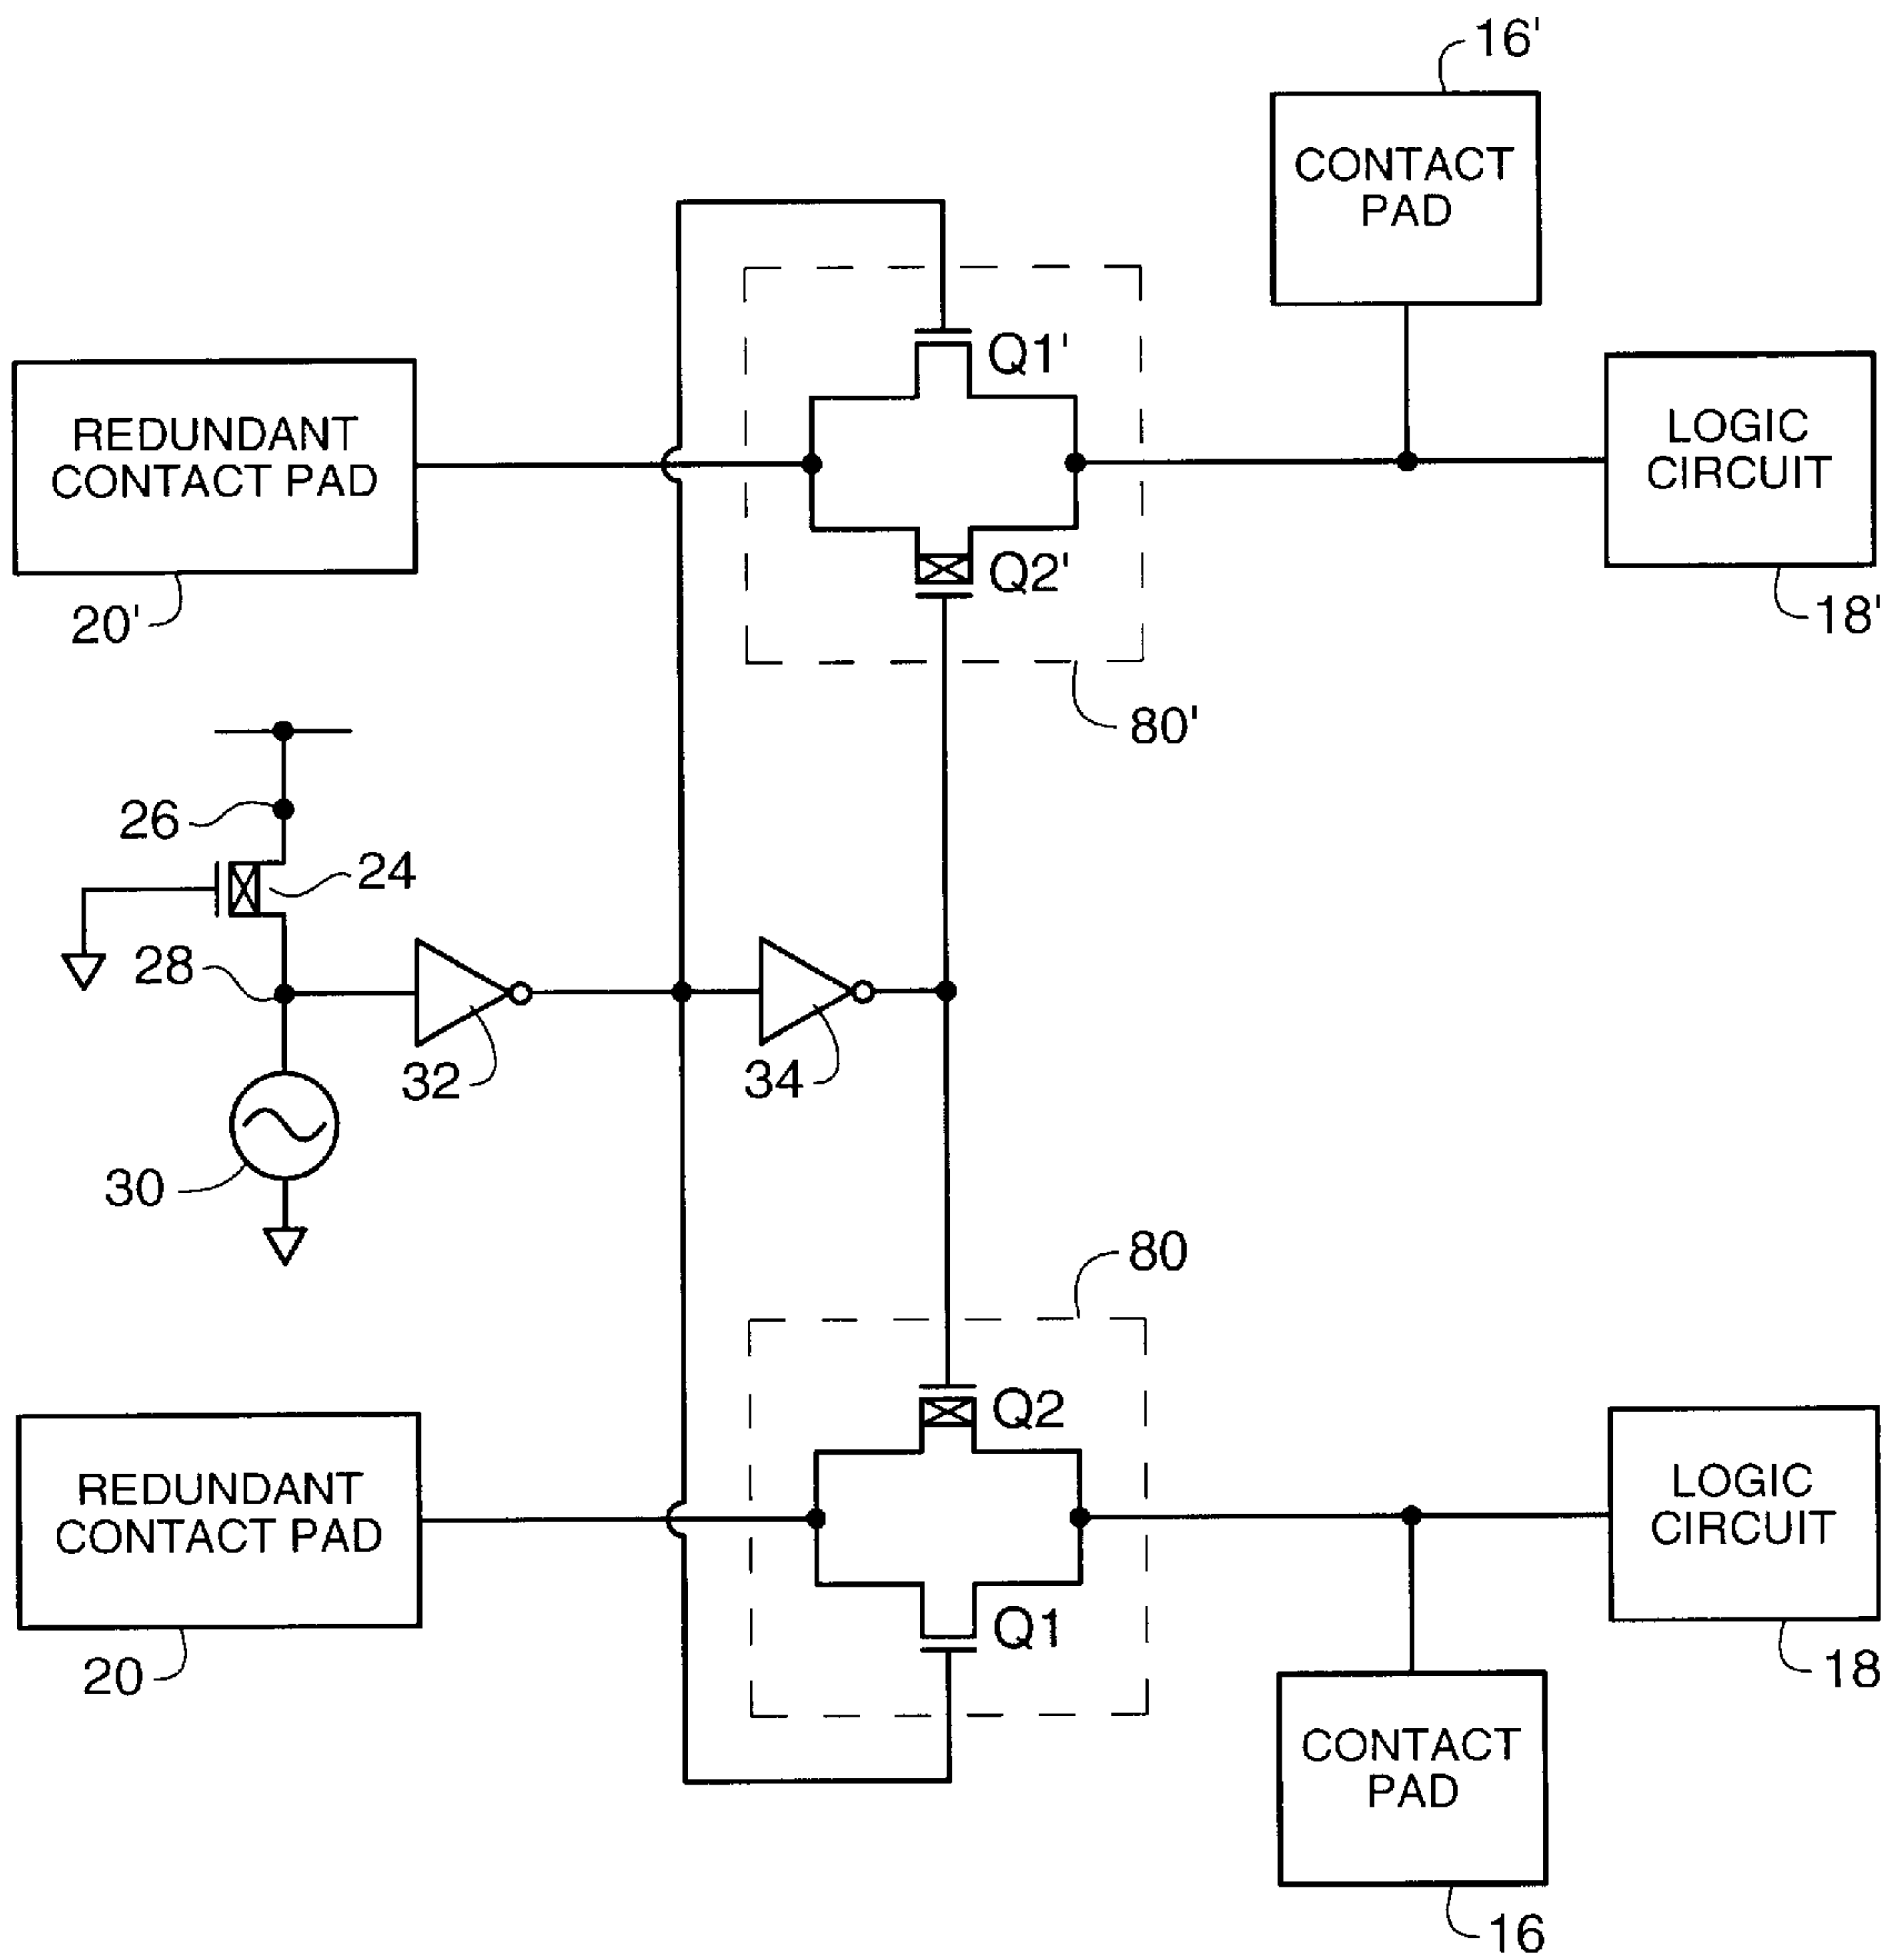 16'
CONTACT
PAD
Q1'
REDUNDANT
CONTACT PAD
LOGIC
CIRCUIT
Q2'
20'
18'
80'
26
24
28
32
34
30
80
Q2
REDUNDANT
CONTACT PAD
LOGIC
CIRCUIT
Q1
20
18
CONTACT
PAD
16